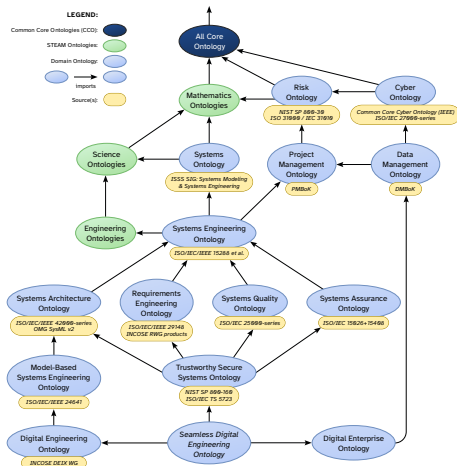 LEGEND:
Common Core Ontologies (CCO):
STEAM Ontologies:
Domain Ontology:
imports
Source(s):
All Core
Ontology
Mathematics
Ontologies
Risk
Ontology
NIST SP 800-30
ISO 31000 / IEC 31010
Cyber
Ontology
Common Core Cyber Ontology (IEEE)
ISO/IEC 27000-series
Science
Ontologies
Systems
Ontology
ISSS SIG: Systems Modeling
& Systems Engineering
Project
Management
Ontology
PMBoK
Data
Management
Ontology
DMBoK
Engineering
Ontologies
Systems Engineering
Ontology
ISO/IEC/IEEE 15288 et al.
Systems Architecture
Ontology
ISO/IEC/IEEE 42000-series
OMG SysML v2
Requirements
Engineering
Ontology
ISO/IEC/IEEE 29148
INCOSE RWG products
Systems Quality
Ontology
ISO/IEC 25000-series
Systems Assurance
Ontology
ISO/IEC 15026+15408
Model-Based
Systems Engineering
Ontology
ISO/IEC/IEEE 24641
Trustworthy Secure
Systems Ontology
NIST SP 800-160
ISO/IEC TS 5723
Digital Engineering
Ontology
INCOSE DEIX WG
Seamless Digital
Engineering
Ontology
Digital Enterprise
Ontology